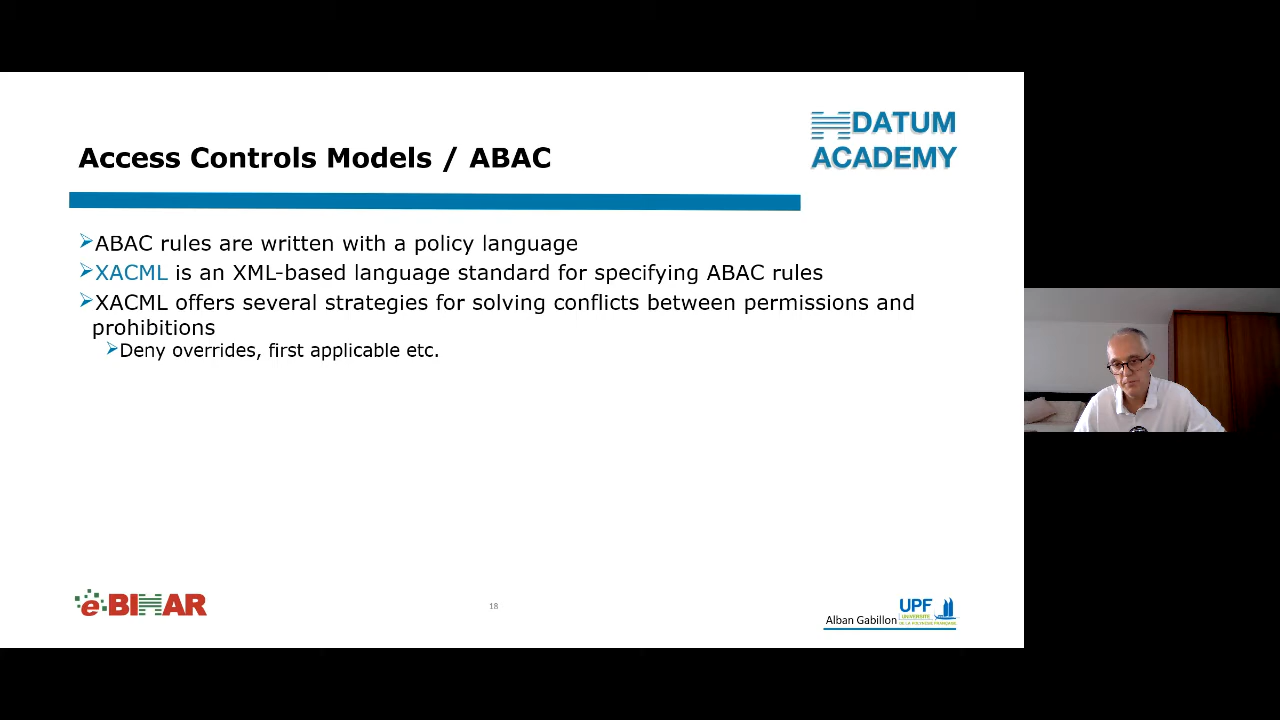 DATUM
ACADEMY
Access Controls Models / ABAC
ABAC rules are written with a policy language
XACML is an XML-based language standard for specifying ABAC rules
XACML offers several strategies for solving conflicts between permissions and
prohibitions
Deny overrides, first applicable etc.
e-BIHAR
18
Alban Gabillon
UPF
UNIVERSITÉ
DE LA POLYNÉSIE FRANÇAISE